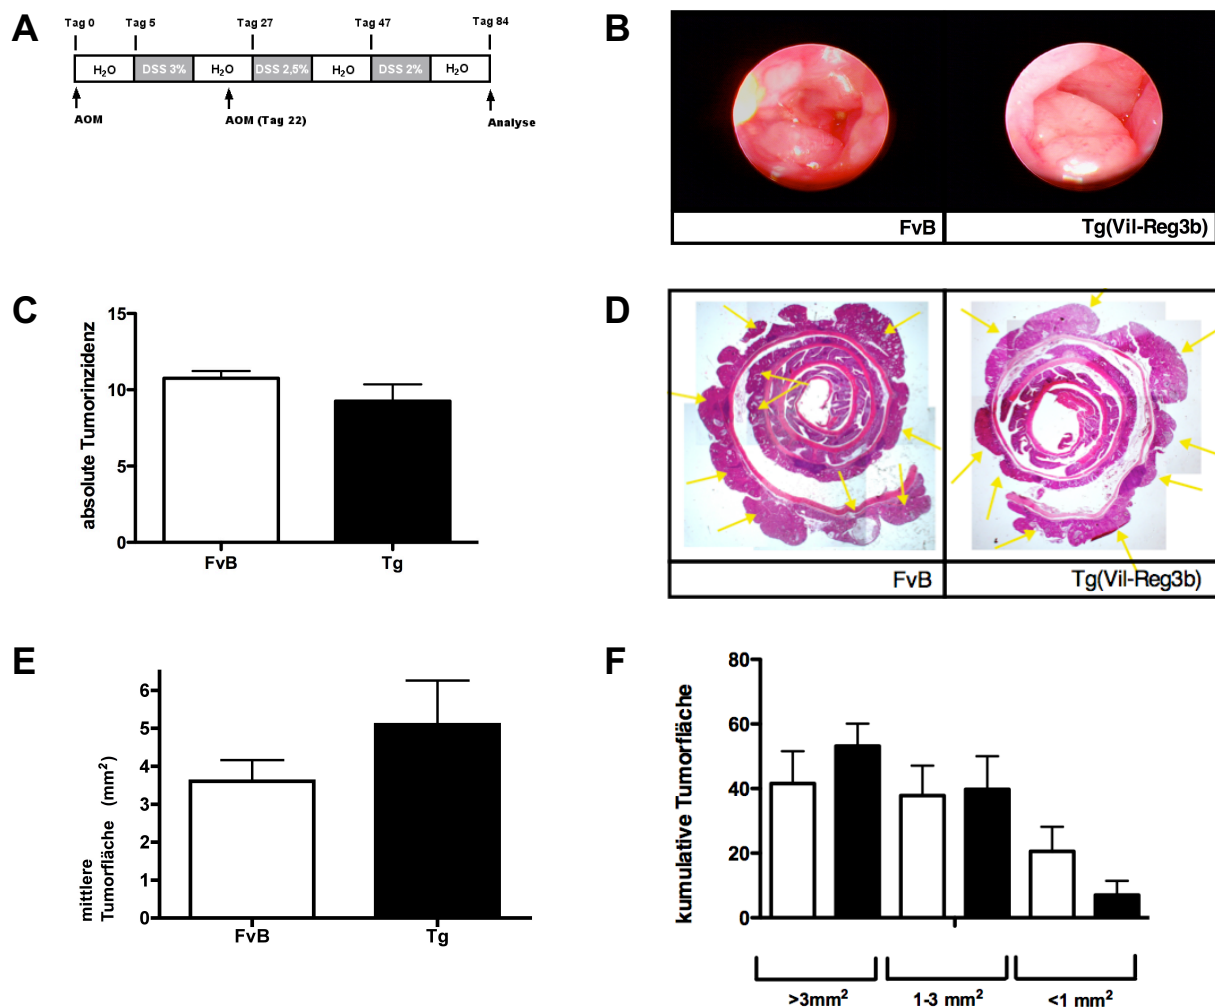 A
Tag 0 Tag 5 Tag 27 Tag 47 Tag 84
H2O DSS 3% H2O DSS 2,5% H2O DSS 2% H2O
AOM AOM (Tag 22) Analyse
B
FvB Tg(Vil-Reg3b)
C
absolute Tumorinzidenz
15
10
5
0
FvB Tg
D
FvB Tg(Vil-Reg3b)
E
mittlere
Tumorfläche (mm2)
6
5
4
3
2
1
0
FvB Tg
F
kumulative Tumorfläche
80
60
40
20
0
>3mm2 1-3 mm2 <1 mm2